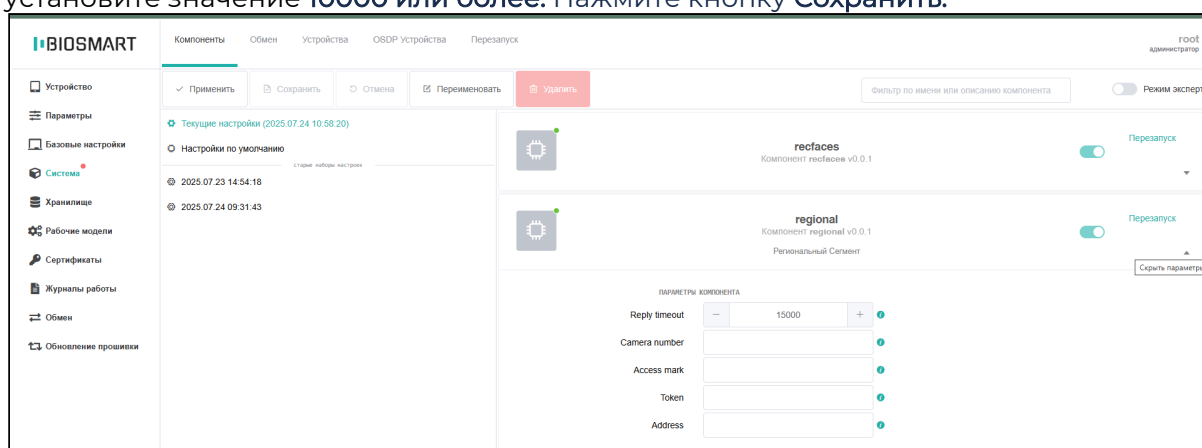 установите значение 10000 или более. Нажмите кнопку Сохранить.
BIOSMART
Компоненты Обмен Устройства OSDP Устройства Перезапуск
root
администратор
Устройство
Параметры
Базовые настройки
Система
Хранилище
Рабочие модели
Сертификаты
Журналы работы
Обмен
Обновление прошивки
Применить Сохранить Отмена Переименовать Удалить
Фильтр по имени или описанию компонента
Режим эксперт
Текущие настройки (2025.07.24 10:58:20)
Настройки по умолчанию
старые наборы настроек
2025.07.23 14:54:18
2025.07.24 09:31:43
recfaces
Компонент recfaces v0.0.1
Перезапуск
regional
Компонент regional v0.0.1
Региональный Сегмент
Перезапуск
Скрыть параметры
ПАРАМЕТРЫ КОМПОНЕНТА
Reply timeout − 15000 +
Camera number
Access mark
Token
Address